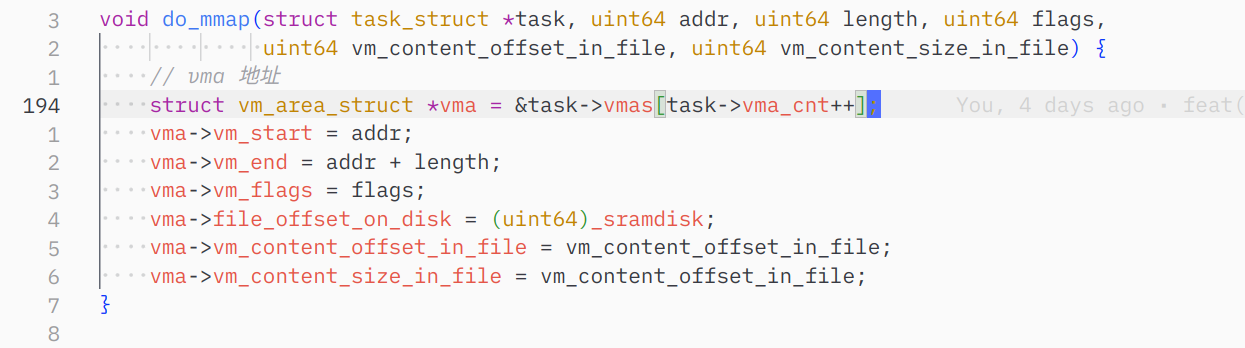 3 void do_mmap(struct task_struct *task, uint64 addr, uint64 length, uint64 flags,
2 uint64 vm_content_offset_in_file, uint64 vm_content_size_in_file) {
1 // vma 地址
194 struct vm_area_struct *vma = &task->vmas[task->vma_cnt++]; You, 4 days ago • feat(
1 vma->vm_start = addr;
2 vma->vm_end = addr + length;
3 vma->vm_flags = flags;
4 vma->file_offset_on_disk = (uint64)_sramdisk;
5 vma->vm_content_offset_in_file = vm_content_offset_in_file;
6 vma->vm_content_size_in_file = vm_content_offset_in_file;
7 }
8